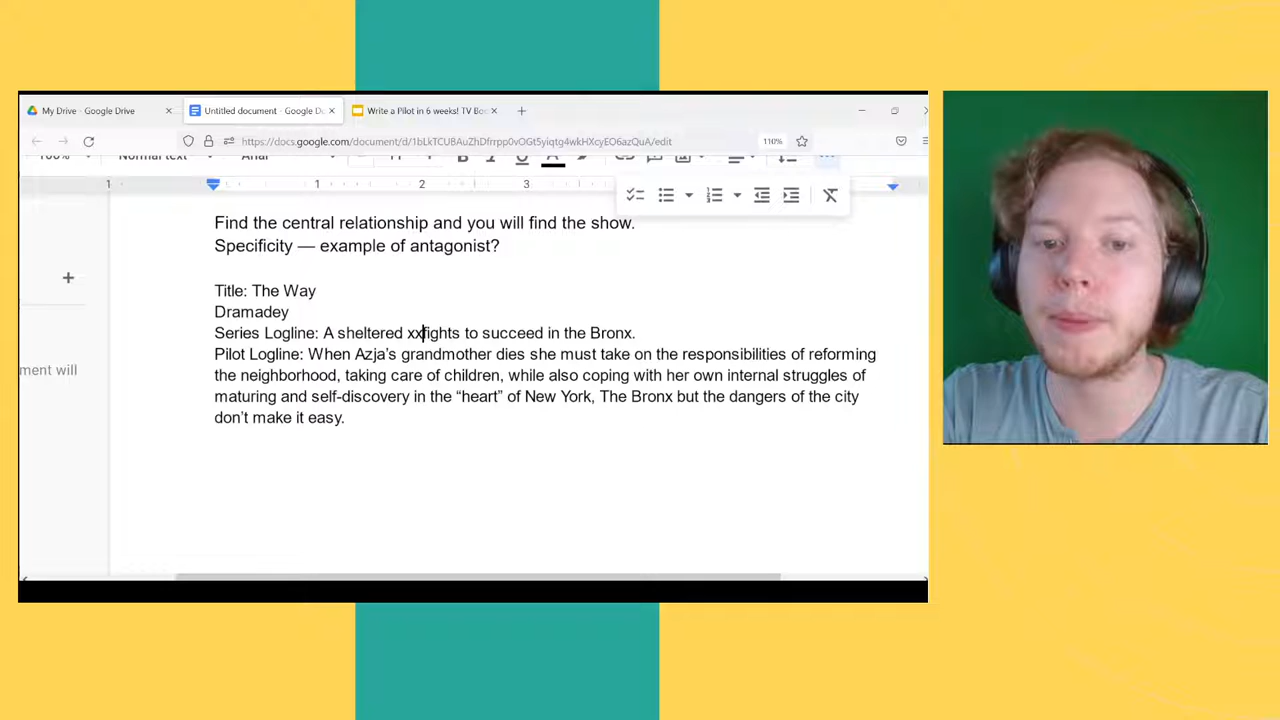 My Drive - Google Drive
Untitled document - Google Do
Write a Pilot in 6 weeks! TV Bo
https://docs.google.com/document/d/1bLkTCU8AuZhDfrrpp0vOGt5yiqtg4wkHXcyEO6azQuA/edit
110%
100%
Normal text
Arial
11
1 1 2 3
Find the central relationship and you will find the show.
Specificity — example of antagonist?
Title: The Way
Dramadey
Series Logline: A sheltered xxfights to succeed in the Bronx.
Pilot Logline: When Azja’s grandmother dies she must take on the responsibilities of reforming
the neighborhood, taking care of children, while also coping with her own internal struggles of
maturing and self-discovery in the “heart” of New York, The Bronx but the dangers of the city
don’t make it easy.
ment will